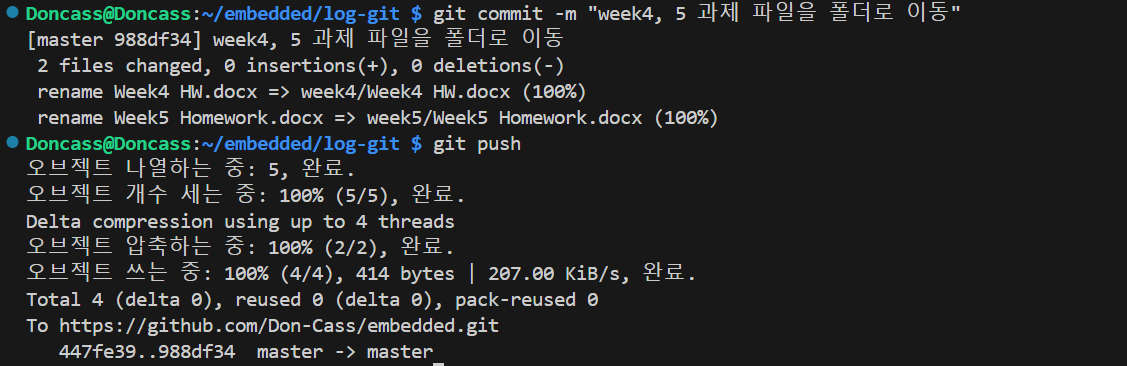 Doncass@Doncass:~/embedded/log-git $ git commit -m "week4, 5 과제 파일을 폴더로 이동"
[master 988df34] week4, 5 과제 파일을 폴더로 이동
 2 files changed, 0 insertions(+), 0 deletions(-)
 rename Week4 HW.docx => week4/Week4 HW.docx (100%)
 rename Week5 Homework.docx => week5/Week5 Homework.docx (100%)
Doncass@Doncass:~/embedded/log-git $ git push
오브젝트 나열하는 중: 5, 완료.
오브젝트 개수 세는 중: 100% (5/5), 완료.
Delta compression using up to 4 threads
오브젝트 압축하는 중: 100% (2/2), 완료.
오브젝트 쓰는 중: 100% (4/4), 414 bytes | 207.00 KiB/s, 완료.
Total 4 (delta 0), reused 0 (delta 0), pack-reused 0
To https://github.com/Don-Cass/embedded.git
   447fe39..988df34  master -> master